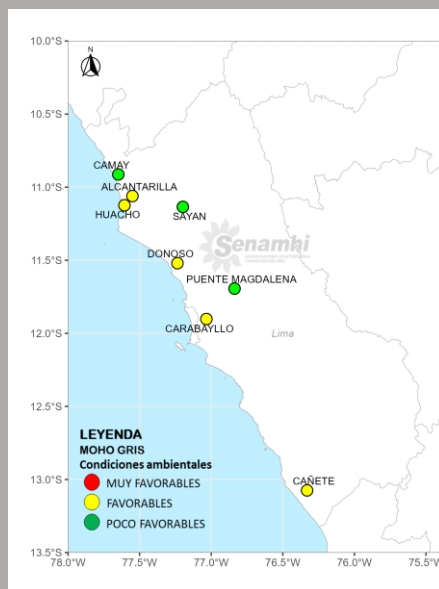 N
10.0°S
10.5°S
11.0°S
11.5°S
12.0°S
12.5°S
13.0°S
13.5°S
CAMAY
ALCANTARILLA
HUACHO
SAYAN
Senamhi
DONOSO
PUENTE MAGDALENA
CARABAYLLO
Lima
CAÑETE
LEYENDA
MOHO GRIS
Condiciones ambientales
MUY FAVORABLES
FAVORABLES
POCO FAVORABLES
78.0°W 77.5°W 77.0°W 76.5°W 76.0°W 75.5°W